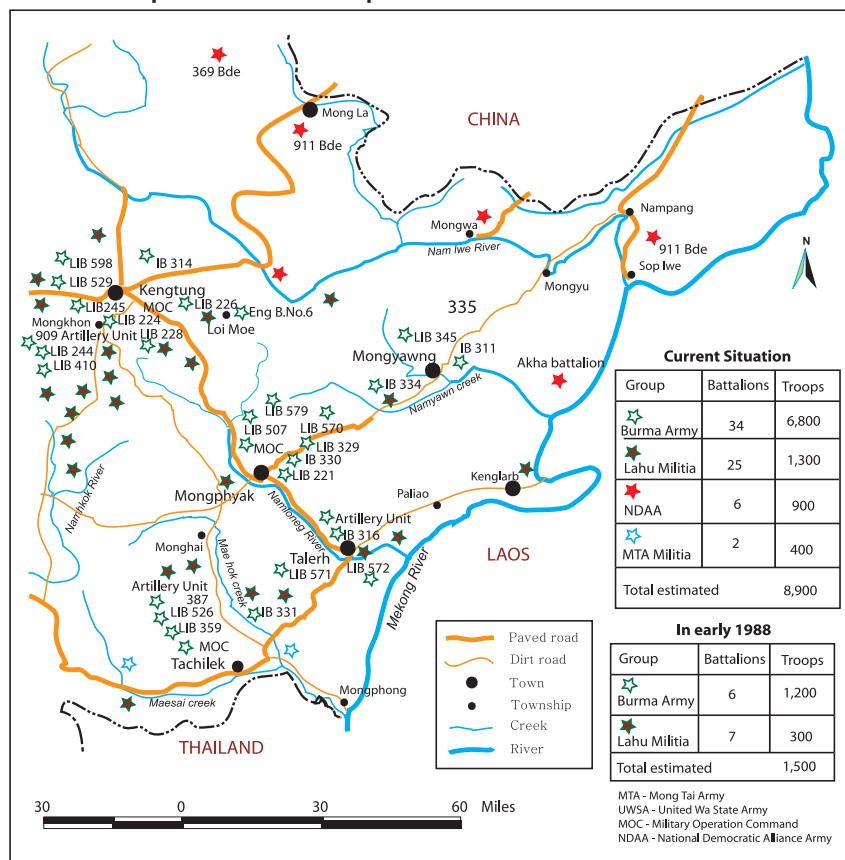 369 Bde
Mong La
911 Bde
CHINA
Mongwa
Nam lwe River
Nampang
911 Bde
Sop lwe
Mongyu
N
LIB 598
IB 314
LIB 529
Kengtung
MOC
LIB245
LIB 226
Eng B.No.6
Mongkhon
LIB 224
Loi Moe
909 Artillery Unit
LIB 228
LIB 244
LIB 410
335
LIB 345
Mongyawng
IB 311
IB 334
Namyawn creek
Akha battalion
LIB 579
LIB 507
LIB 570
MOC
LIB 329
IB 330
LIB 221
Mongphyak
Namhkok River
Namloneg River
Kenglarb
Paliao
Artillery Unit
IB 316
Monghai
Mae hok creek
Talerh
LIB 572
LIB 571
LAOS
Mekong River
Artillery Unit
387
LIB 526
IB 331
LIB 359
MOC
Tachilek
Maesai creek
Mongphong
THAILAND
Paved road
Dirt road
Town
Township
Creek
River
30 0 30 60 Miles
Current Situation
Group Battalions Troops
Burma Army 34 6,800
Lahu Militia 25 1,300
NDAA 6 900
MTA Militia 2 400
Total estimated 8,900
In early 1988
Group Battalions Troops
Burma Army 6 1,200
Lahu Militia 7 300
Total estimated 1,500
MTA - Mong Tai Army
UWSA - United Wa State Army
MOC - Military Operation Command
NDAA - National Democratic Alliance Army